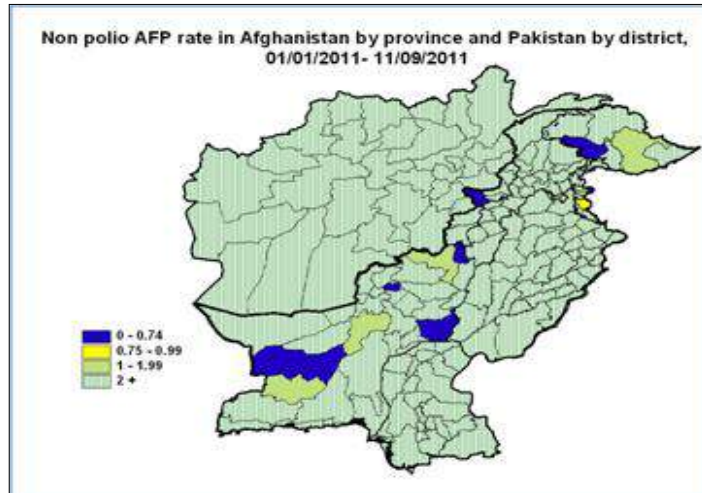 Non polio AFP rate in Afghanistan by province and Pakistan by district,
01/01/2011- 11/09/2011
0 - 0.74
0.75 - 0.99
1 - 1.99
2 +